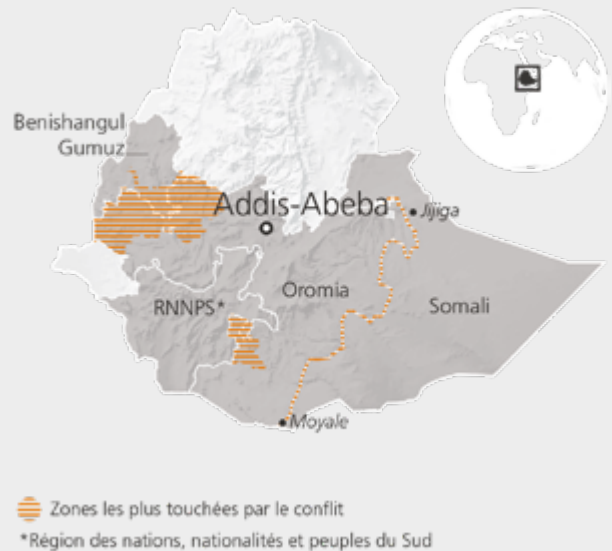 Benishangul
Gumuz
Addis-Abeba
Jijiga
RNNPS*
Oromia
Somali
Moyale
Zones les plus touchées par le conflit
*Région des nations, nationalités et peuples du Sud